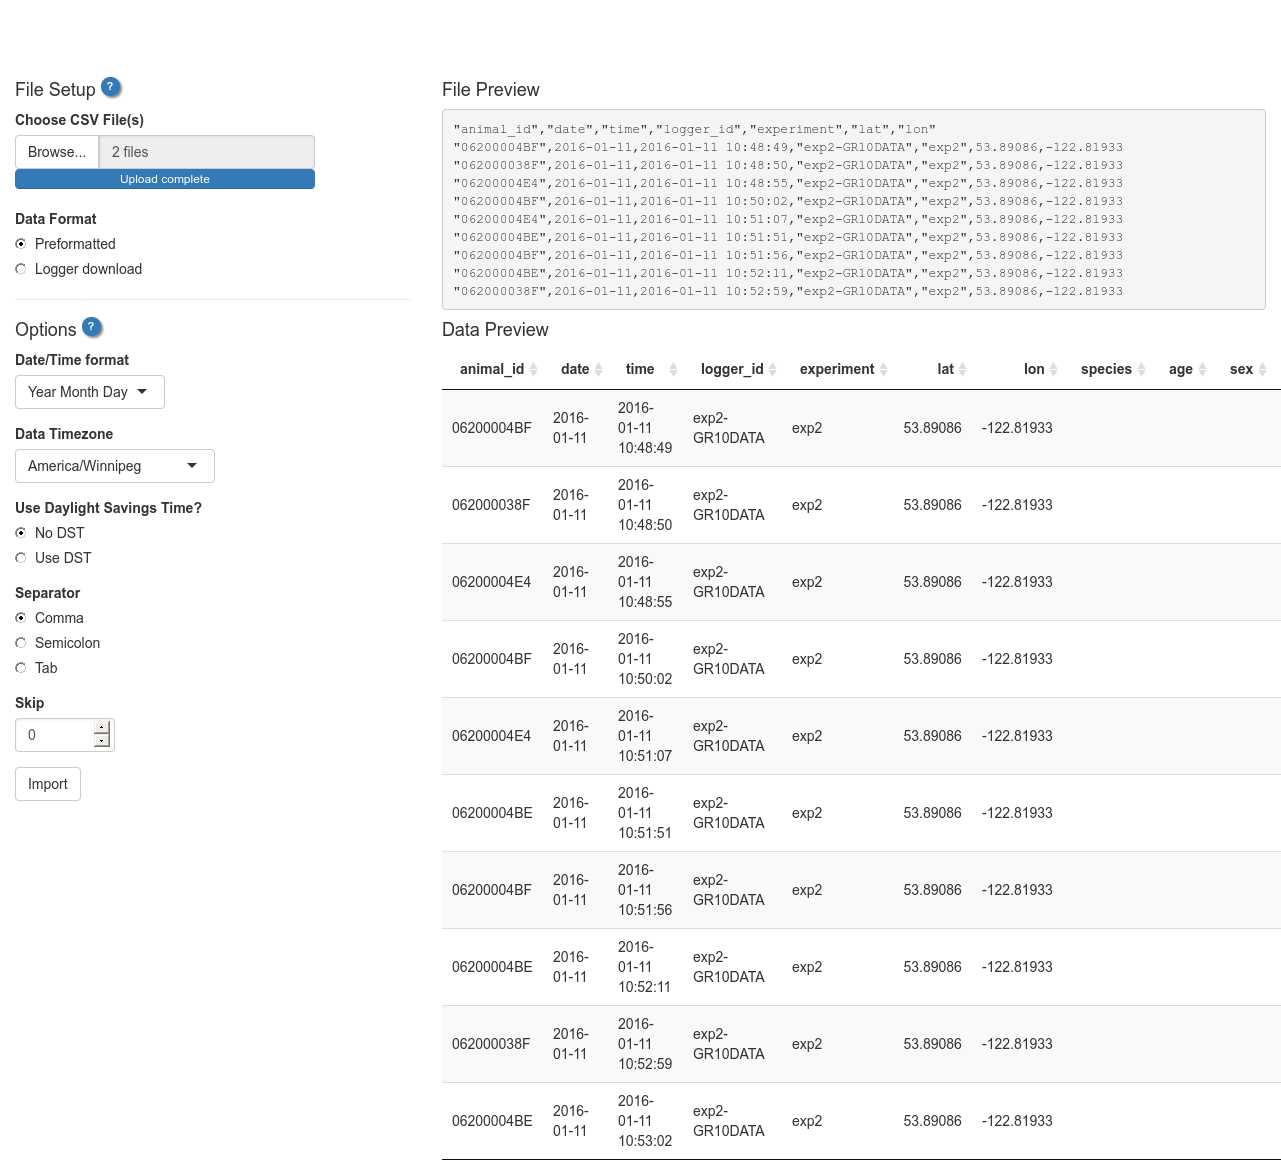 File Setup ?
Choose CSV File(s)
Browse... 2 files
Upload complete
Data Format
Preformatted
Logger download
Options ?
Date/Time format
Year Month Day
Data Timezone
America/Winnipeg
Use Daylight Savings Time?
No DST
Use DST
Separator
Comma
Semicolon
Tab
Skip
0
Import
File Preview
"animal_id","date","time","logger_id","experiment","lat","lon"
"06200004BF",2016-01-11,2016-01-11 10:48:49,"exp2-GR10DATA","exp2",53.89086,-122.81933
"062000038F",2016-01-11,2016-01-11 10:48:50,"exp2-GR10DATA","exp2",53.89086,-122.81933
"06200004E4",2016-01-11,2016-01-11 10:48:55,"exp2-GR10DATA","exp2",53.89086,-122.81933
"06200004BF",2016-01-11,2016-01-11 10:50:02,"exp2-GR10DATA","exp2",53.89086,-122.81933
"06200004E4",2016-01-11,2016-01-11 10:51:07,"exp2-GR10DATA","exp2",53.89086,-122.81933
"06200004BE",2016-01-11,2016-01-11 10:51:51,"exp2-GR10DATA","exp2",53.89086,-122.81933
"06200004BF",2016-01-11,2016-01-11 10:51:56,"exp2-GR10DATA","exp2",53.89086,-122.81933
"06200004BE",2016-01-11,2016-01-11 10:52:11,"exp2-GR10DATA","exp2",53.89086,-122.81933
"062000038F",2016-01-11,2016-01-11 10:52:59,"exp2-GR10DATA","exp2",53.89086,-122.81933
Data Preview
animal_id date time logger_id experiment lat lon species age sex
06200004BF 2016-01-11 2016-01-11 10:48:49 exp2-GR10DATA exp2 53.89086 -122.81933
062000038F 2016-01-11 2016-01-11 10:48:50 exp2-GR10DATA exp2 53.89086 -122.81933
06200004E4 2016-01-11 2016-01-11 10:48:55 exp2-GR10DATA exp2 53.89086 -122.81933
06200004BF 2016-01-11 2016-01-11 10:50:02 exp2-GR10DATA exp2 53.89086 -122.81933
06200004E4 2016-01-11 2016-01-11 10:51:07 exp2-GR10DATA exp2 53.89086 -122.81933
06200004BE 2016-01-11 2016-01-11 10:51:51 exp2-GR10DATA exp2 53.89086 -122.81933
06200004BF 2016-01-11 2016-01-11 10:51:56 exp2-GR10DATA exp2 53.89086 -122.81933
06200004BE 2016-01-11 2016-01-11 10:52:11 exp2-GR10DATA exp2 53.89086 -122.81933
062000038F 2016-01-11 2016-01-11 10:52:59 exp2-GR10DATA exp2 53.89086 -122.81933
06200004BE 2016-01-11 2016-01-11 10:53:02 exp2-GR10DATA exp2 53.89086 -122.81933